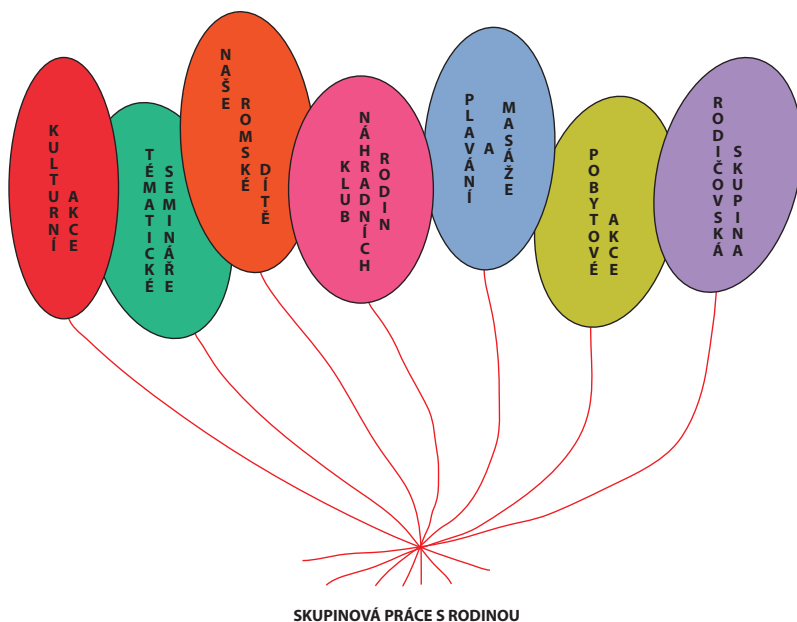 KULTURNÍ
AKCE
TÉMATICKÉ
SEMINÁŘE
NAŠE
ROMSKÉ
DÍTĚ
KLUB
NÁHRADNÍCH
RODIN
PLAVÁNÍ
A
MASÁŽE
POBYTOVÉ
AKCE
RODIČOVSKÁ
SKUPINA
SKUPINOVÁ PRÁCE S RODINOU